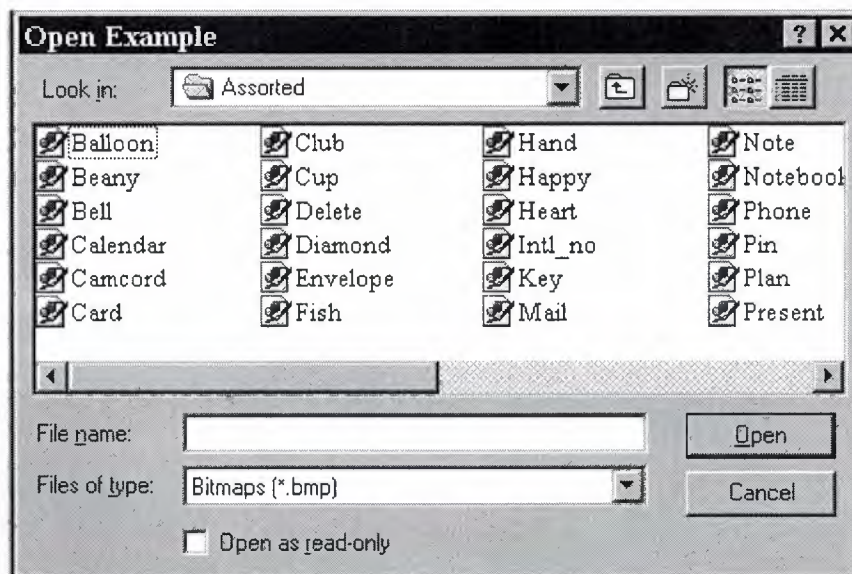 Open Example
Look in: Assorted
Balloon Club Hand Note
Beany Cup Happy Notebook
Bell Delete Heart Phone
Calendar Diamond Intl_no Pin
Camcord Envelope Key Plan
Card Fish Mail Present
File name: Open
Files of type: Bitmaps (*.bmp) Cancel
Open as read-only